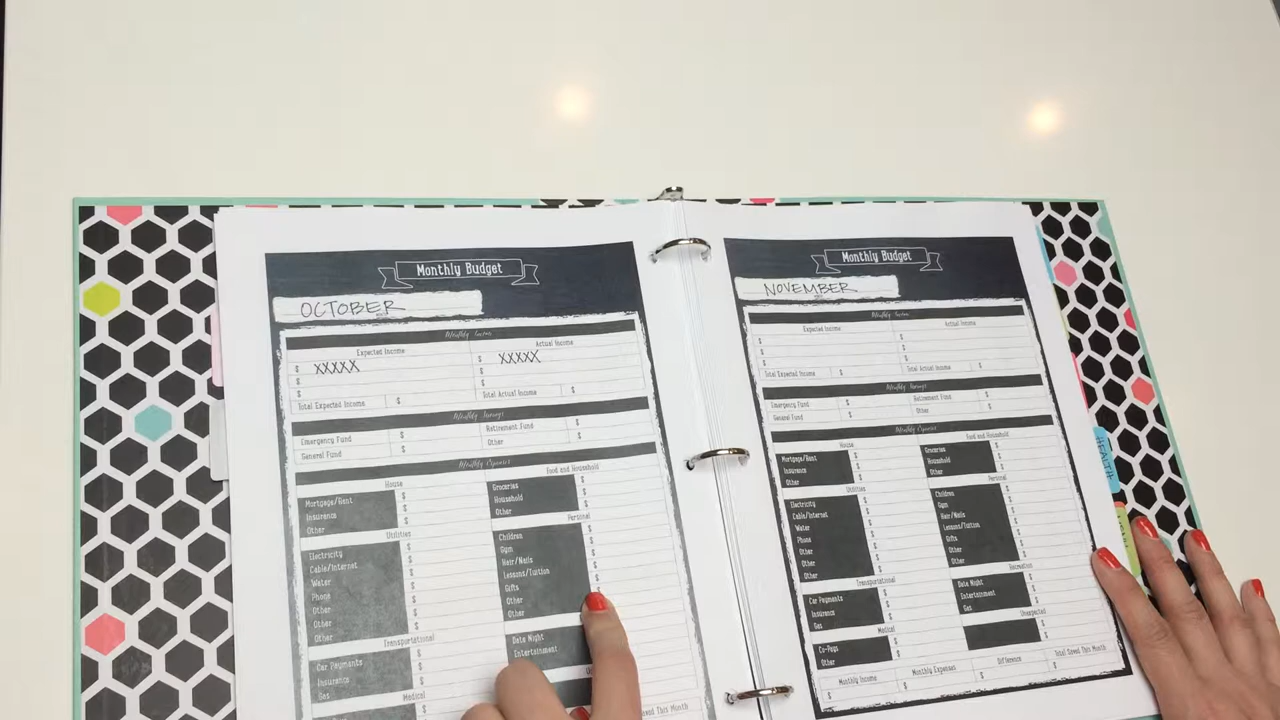 Monthly Budget
OCTOBER
Monthly Income
Expected Income
Actual Income
$ XXXXX
$ XXXXX
$
$
$
Total Expected Income $
Total Actual Income $
Monthly Savings
Emergency Fund $
Retirement Fund $
General Fund $
Other $
Monthly Expenses
House
Food and Household
Mortgage/Rent $
Groceries $
Insurance $
Household $
Other $
Other $
Utilities
Personal
Electricity $
Children $
Cable/Internet $
Gym $
Water $
Hair/Nails $
Phone $
Lessons/Tuition $
Other $
Gifts $
Other $
Other $
Other $
Other
Transportational
Car Payments $
Date Night
Insurance $
Entertainment
Gas $
Medical
Saved This Month
Monthly Budget
NOVEMBER
Monthly Income
Expected Income
Actual Income
$
$
$
$
$
$
Total Expected Income $
Total Actual Income $
Monthly Savings
Emergency Fund $
Retirement Fund $
General Fund $
Other $
Monthly Expenses
House
Food and Household
Mortgage/Rent $
Groceries $
Insurance $
Household $
Other $
Other $
Utilities
Personal
Electricity $
Children $
Cable/Internet $
Gym $
Water $
Hair/Nails $
Phone $
Lessons/Tuition $
Other $
Gifts $
Other $
Other $
Other $
Other $
Transportational
Recreation
Car Payments $
Date Night $
Insurance $
Entertainment $
Gas $
Gas $
Medical
Unexpected
Co-Pays $
Other $
Monthly Income
Monthly Expenses
Difference
Total Saved This Month
$
$
$
$
HEALTH